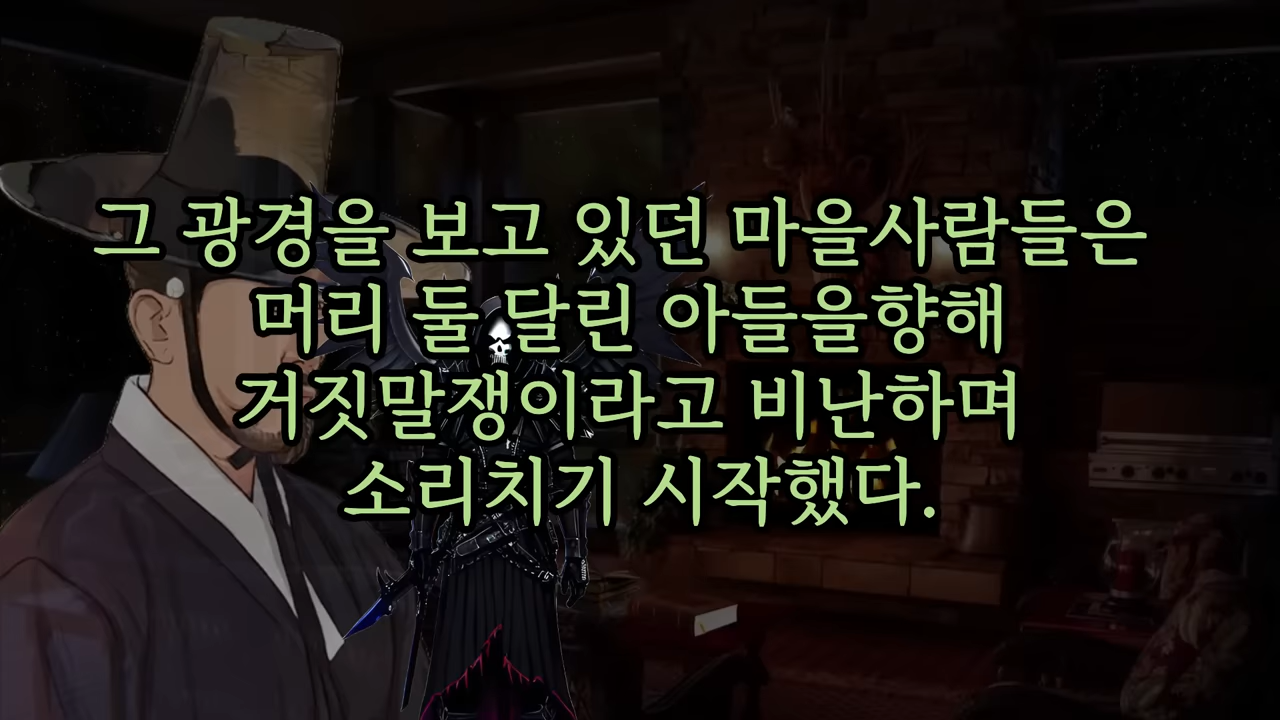 그 광경을 보고 있던 마을사람들은
머리 둘 달린 아들을향해
거짓말쟁이라고 비난하며
소리치기 시작했다.